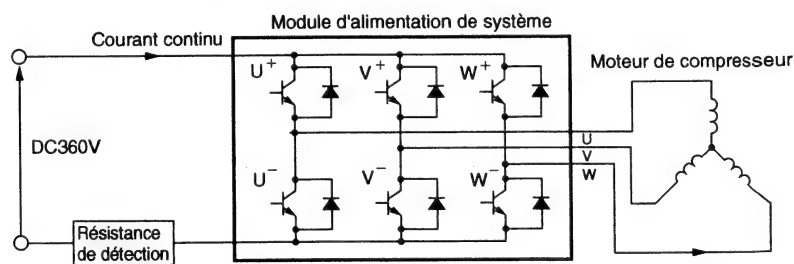 Module d'alimentation de système
Courant continu
Moteur de compresseur
U+
V+
W+
DC360V
U
V
W
U−
V−
W−
Résistance
de détection